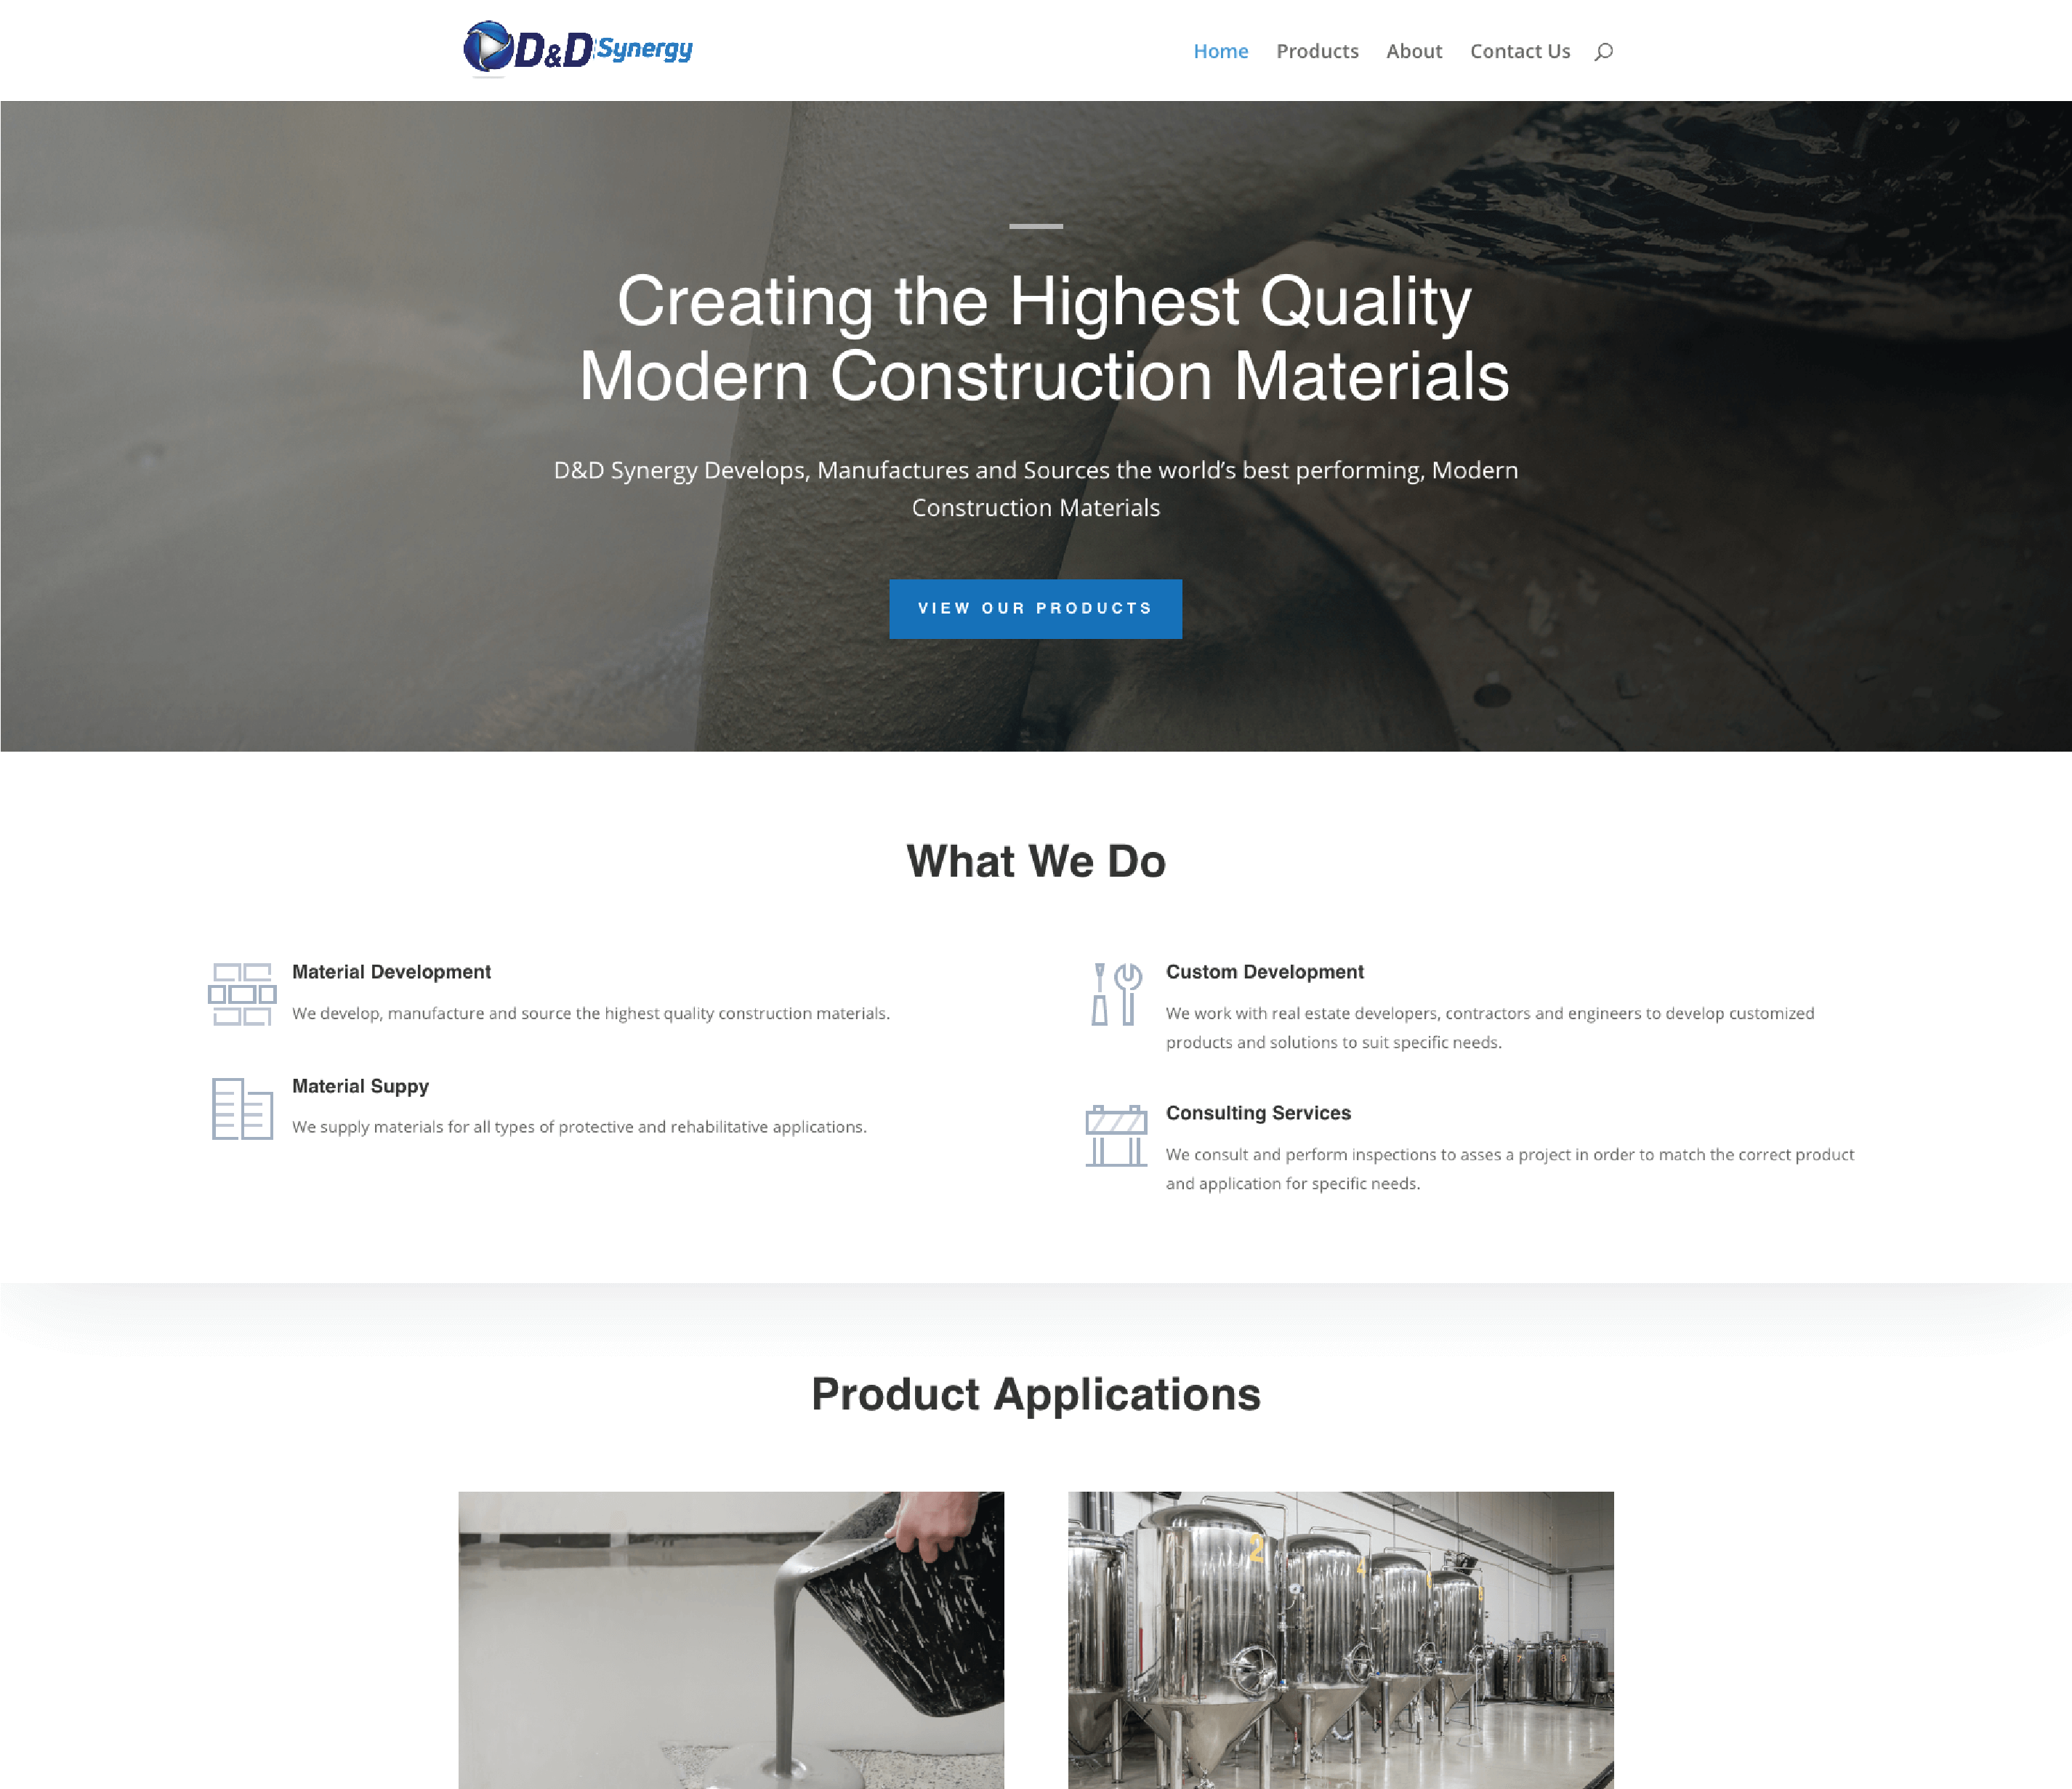 D&D Synergy
Home Products About Contact Us
Creating the Highest Quality
Modern Construction Materials
D&D Synergy Develops, Manufactures and Sources the world’s best performing, Modern
Construction Materials
VIEW OUR PRODUCTS
What We Do
Material Development
We develop, manufacture and source the highest quality construction materials.
Material Suppy
We supply materials for all types of protective and rehabilitative applications.
Custom Development
We work with real estate developers, contractors and engineers to develop customized
products and solutions to suit specific needs.
Consulting Services
We consult and perform inspections to asses a project in order to match the correct product
and application for specific needs.
Product Applications
2
4